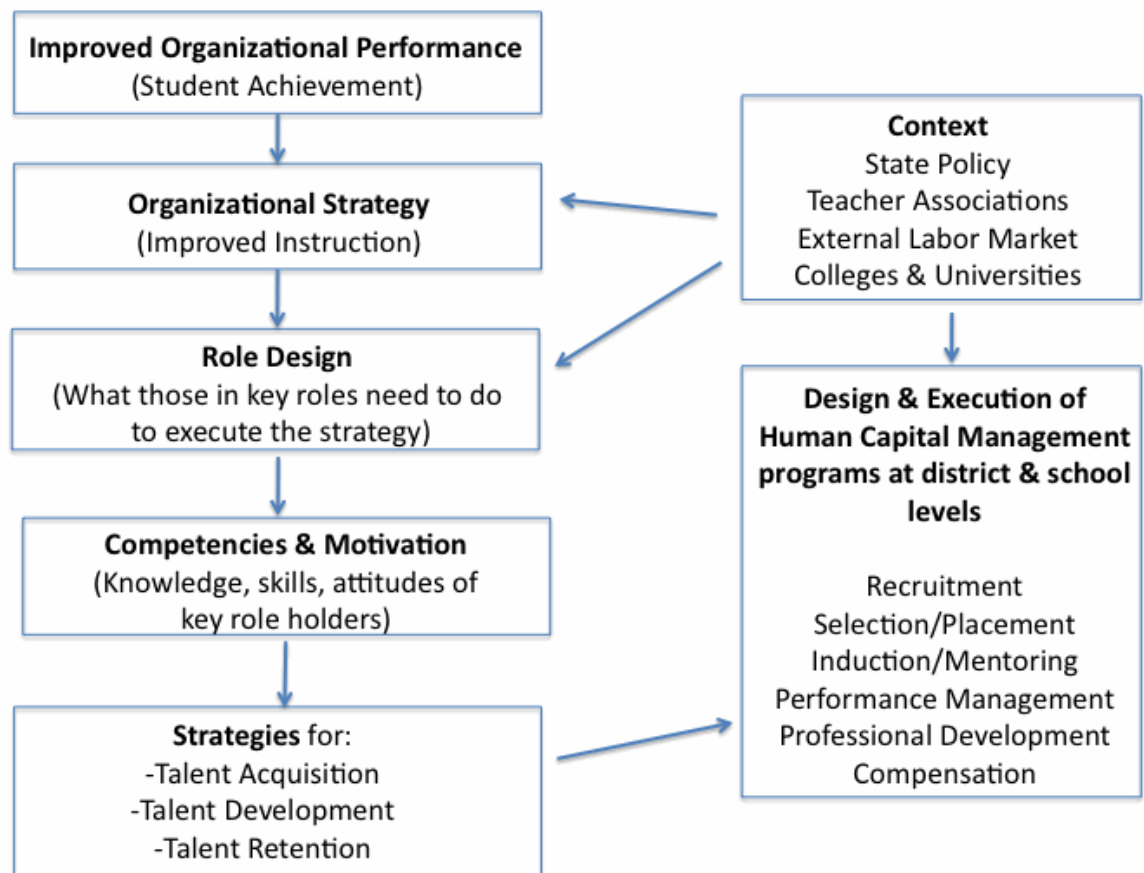 Improved Organizational Performance
(Student Achievement)
Organizational Strategy
(Improved Instruction)
Role Design
(What those in key roles need to do
to execute the strategy)
Competencies & Motivation
(Knowledge, skills, attitudes of
key role holders)
Strategies for:
-Talent Acquisition
-Talent Development
-Talent Retention
Context
State Policy
Teacher Associations
External Labor Market
Colleges & Universities
Design & Execution of
Human Capital Management
programs at district & school
levels
Recruitment
Selection/Placement
Induction/Mentoring
Performance Management
Professional Development
Compensation